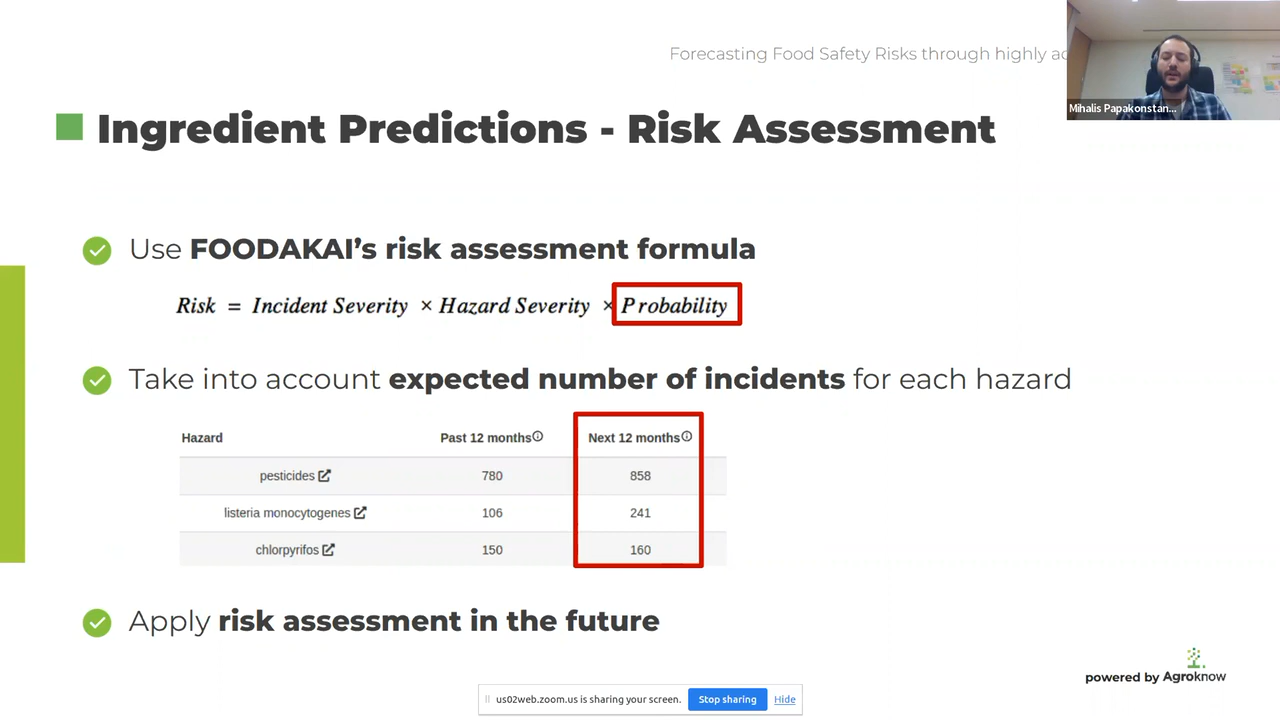 Forecasting Food Safety Risks through highly ac
Mihalis Papakonstan...
Ingredient Predictions - Risk Assessment
Use FOODAKAI’s risk assessment formula
Risk = Incident Severity × Hazard Severity × Probability
Take into account expected number of incidents for each hazard
Hazard Past 12 months Next 12 months
pesticides 780 858
listeria monocytogenes 106 241
chlorpyrifos 150 160
Apply risk assessment in the future
powered by Agroknow
us02web.zoom.us is sharing your screen. Stop sharing Hide